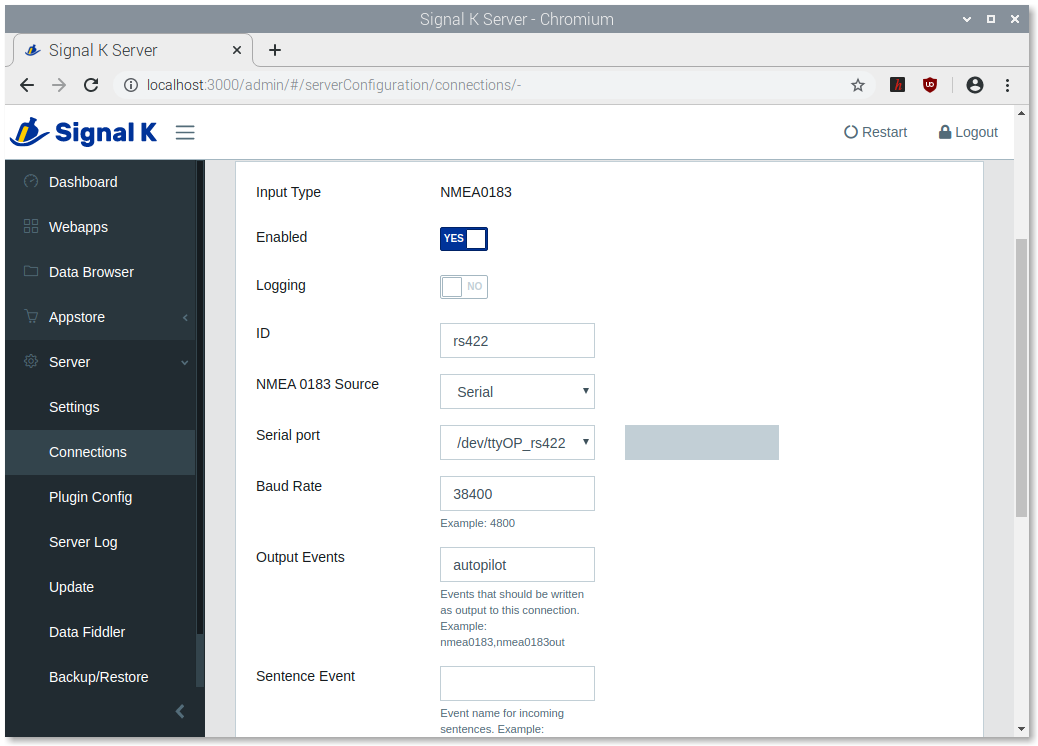 Signal K Server - Chromium
Signal K Server
localhost:3000/admin/#/serverConfiguration/connections/-
Signal K
Restart
Logout
Dashboard
Webapps
Data Browser
Appstore
Server
Settings
Connections
Plugin Config
Server Log
Update
Data Fiddler
Backup/Restore
Input Type NMEA0183
Enabled YES
Logging NO
ID rs422
NMEA 0183 Source Serial
Serial port /dev/ttyOP_rs422
Baud Rate 38400
Example: 4800
Output Events autopilot
Events that should be written
as output to this connection.
Example:
nmea0183,nmea0183out
Sentence Event
Event name for incoming
sentences. Example: